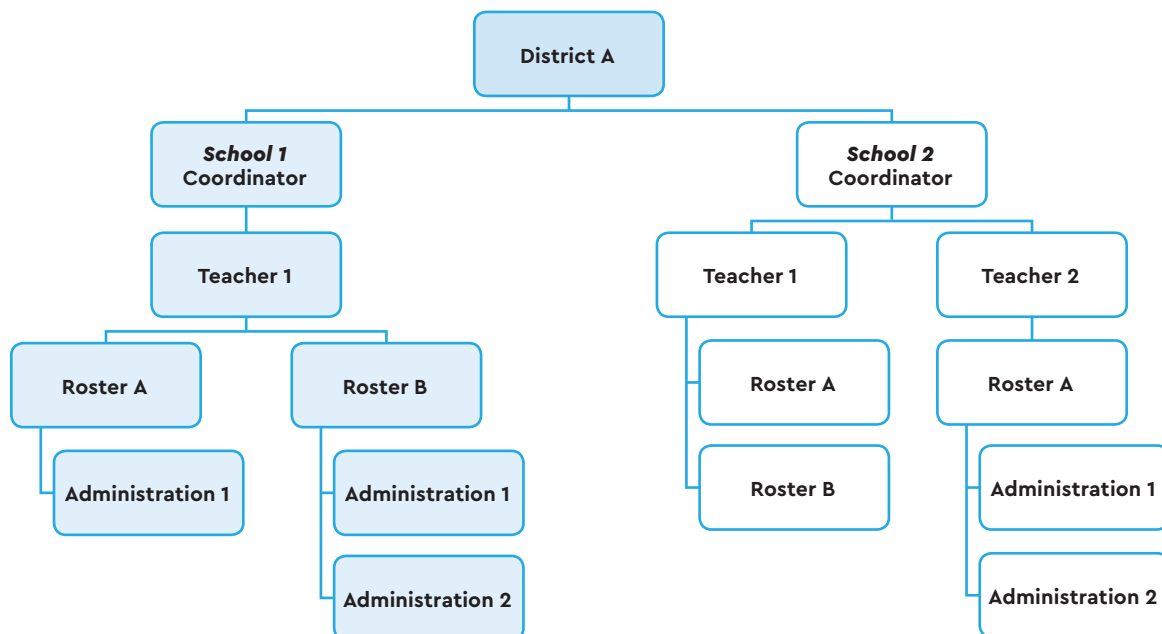 District A
School 1
Coordinator
School 2
Coordinator
Teacher 1
Teacher 1
Teacher 2
Roster A
Roster B
Roster A
Roster A
Administration 1
Administration 1
Roster B
Administration 1
Administration 2
Administration 2